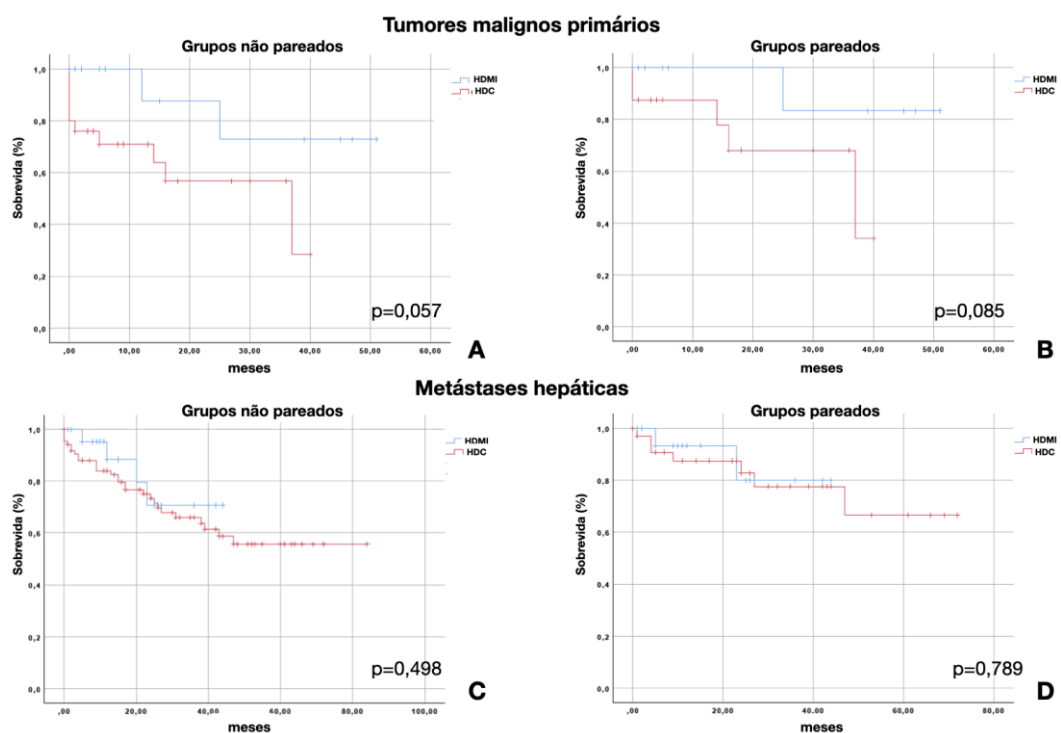 Tumores malignos primários
Grupos não pareados
Grupos pareados
HDMI
HDC
HDMI
HDC
Sobrevida (%)
1,0
0,8
0,6
0,4
0,2
0,0
,00 10,00 20,00 30,00 40,00 50,00 60,00
meses
p=0,057
A
Sobrevida (%)
1,0
0,8
0,6
0,4
0,2
0,0
,00 10,00 20,00 30,00 40,00 50,00 60,00
meses
p=0,085
B
Metástases hepáticas
Grupos não pareados
Grupos pareados
HDMI
HDC
HDMI
HDC
Sobrevida (%)
1,0
0,8
0,6
0,4
0,2
0,0
,00 20,00 40,00 60,00 80,00 100,00
meses
p=0,498
C
Sobrevida (%)
1,0
0,8
0,6
0,4
0,2
0,0
,00 20,00 40,00 60,00 80,00
meses
p=0,789
D